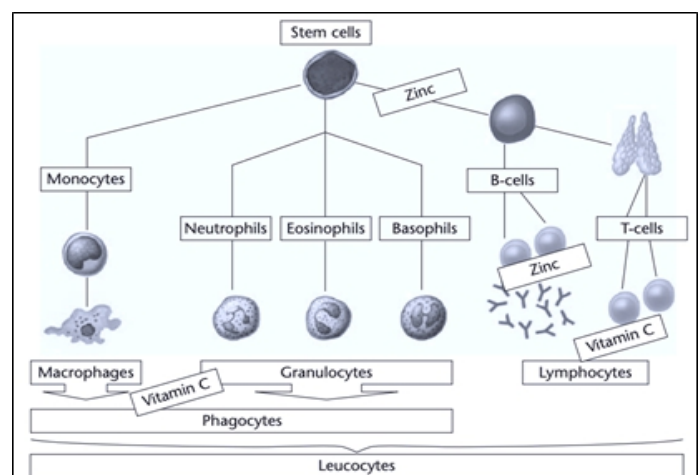 Stem cells
Zinc
Monocytes
B-cells
Neutrophils
Eosinophils
Basophils
T-cells
Zinc
Vitamin C
Macrophages
Vitamin C
Granulocytes
Lymphocytes
Phagocytes
Leucocytes